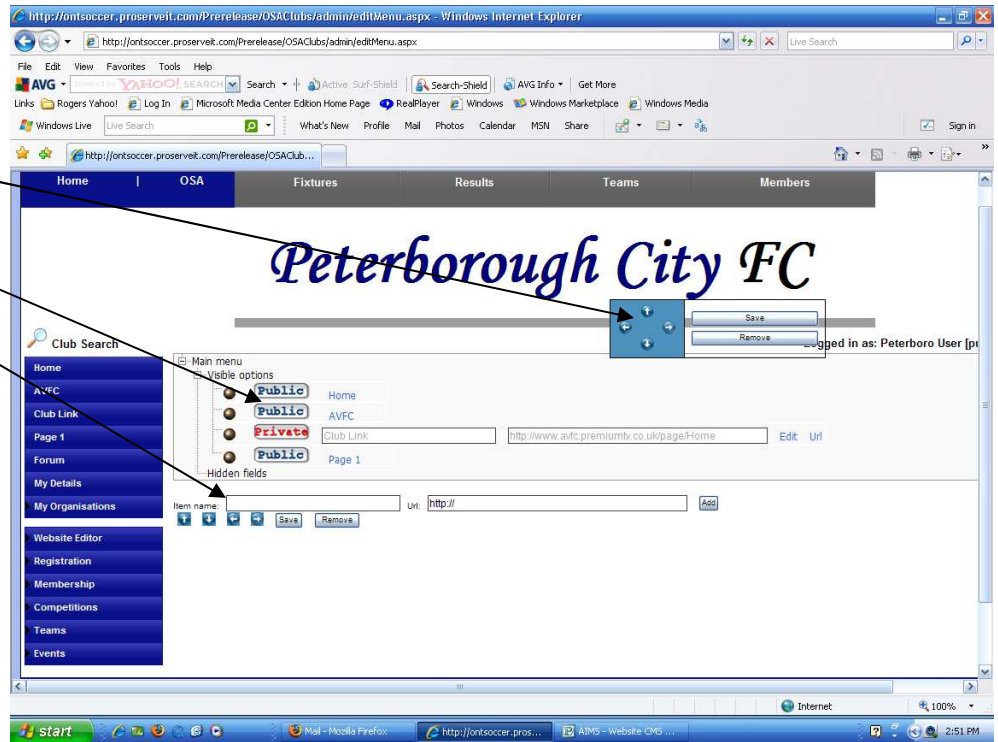 http://ontsoccer.proserveit.com/Prerelease/OSAClubs/admin/editMenu.aspx - Windows Internet Explorer
http://ontsoccer.proserveit.com/Prerelease/OSAClubs/admin/editMenu.aspx Live Search
File Edit View Favorites Tools Help
AVG YAHOO! SEARCH Search Active Surf-Shield Search-Shield AVG Info Get More
Links Rogers Yahoo! Log In Microsoft Media Center Edition Home Page RealPlayer Windows Windows Marketplace Windows Media
Windows Live Live Search What's New Profile Mail Photos Calendar MSN Share Sign in
http://ontsoccer.proserveit.com/Prerelease/OSAClub...
Home | OSA Fixtures Results Teams Members
Peterborough City FC
Save
Remove
Club Search
Logged in as: Peterboro User [pu
Home
AVFC
Club Link
Page 1
Forum
My Details
My Organisations
Website Editor
Registration
Membership
Competitions
Teams
Events
Main menu
Visible options
Public Home
Public AVFC
Private Club Link http://www.avfc.premiumtv.co.uk/page/Home Edit Url
Public Page 1
Hidden fields
Item name: Url: http:// Add
Save Remove
Internet 100%
start Mail - Mozilla Firefox http://ontsoccer.pros... AIMS - Website CMS ... 2:51 PM